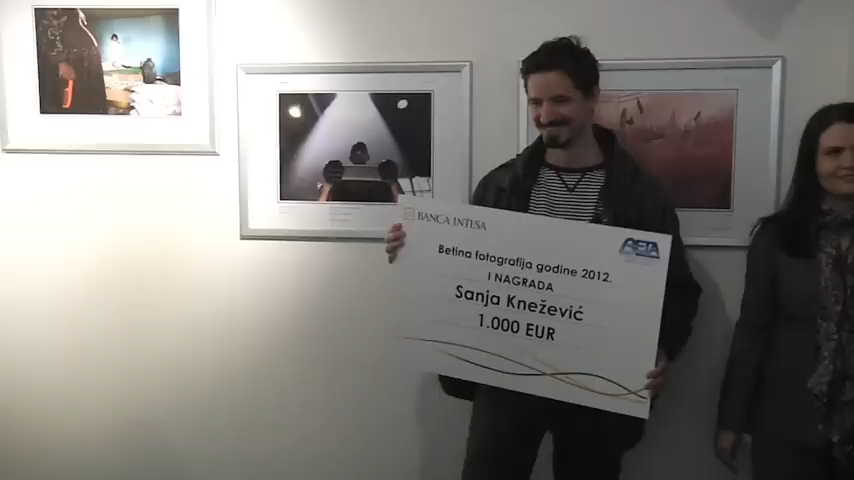 BANCA INTESA
BETA
Betina fotografija godine 2012.
I NAGRADA
Sanja Knežević
1.000 EUR